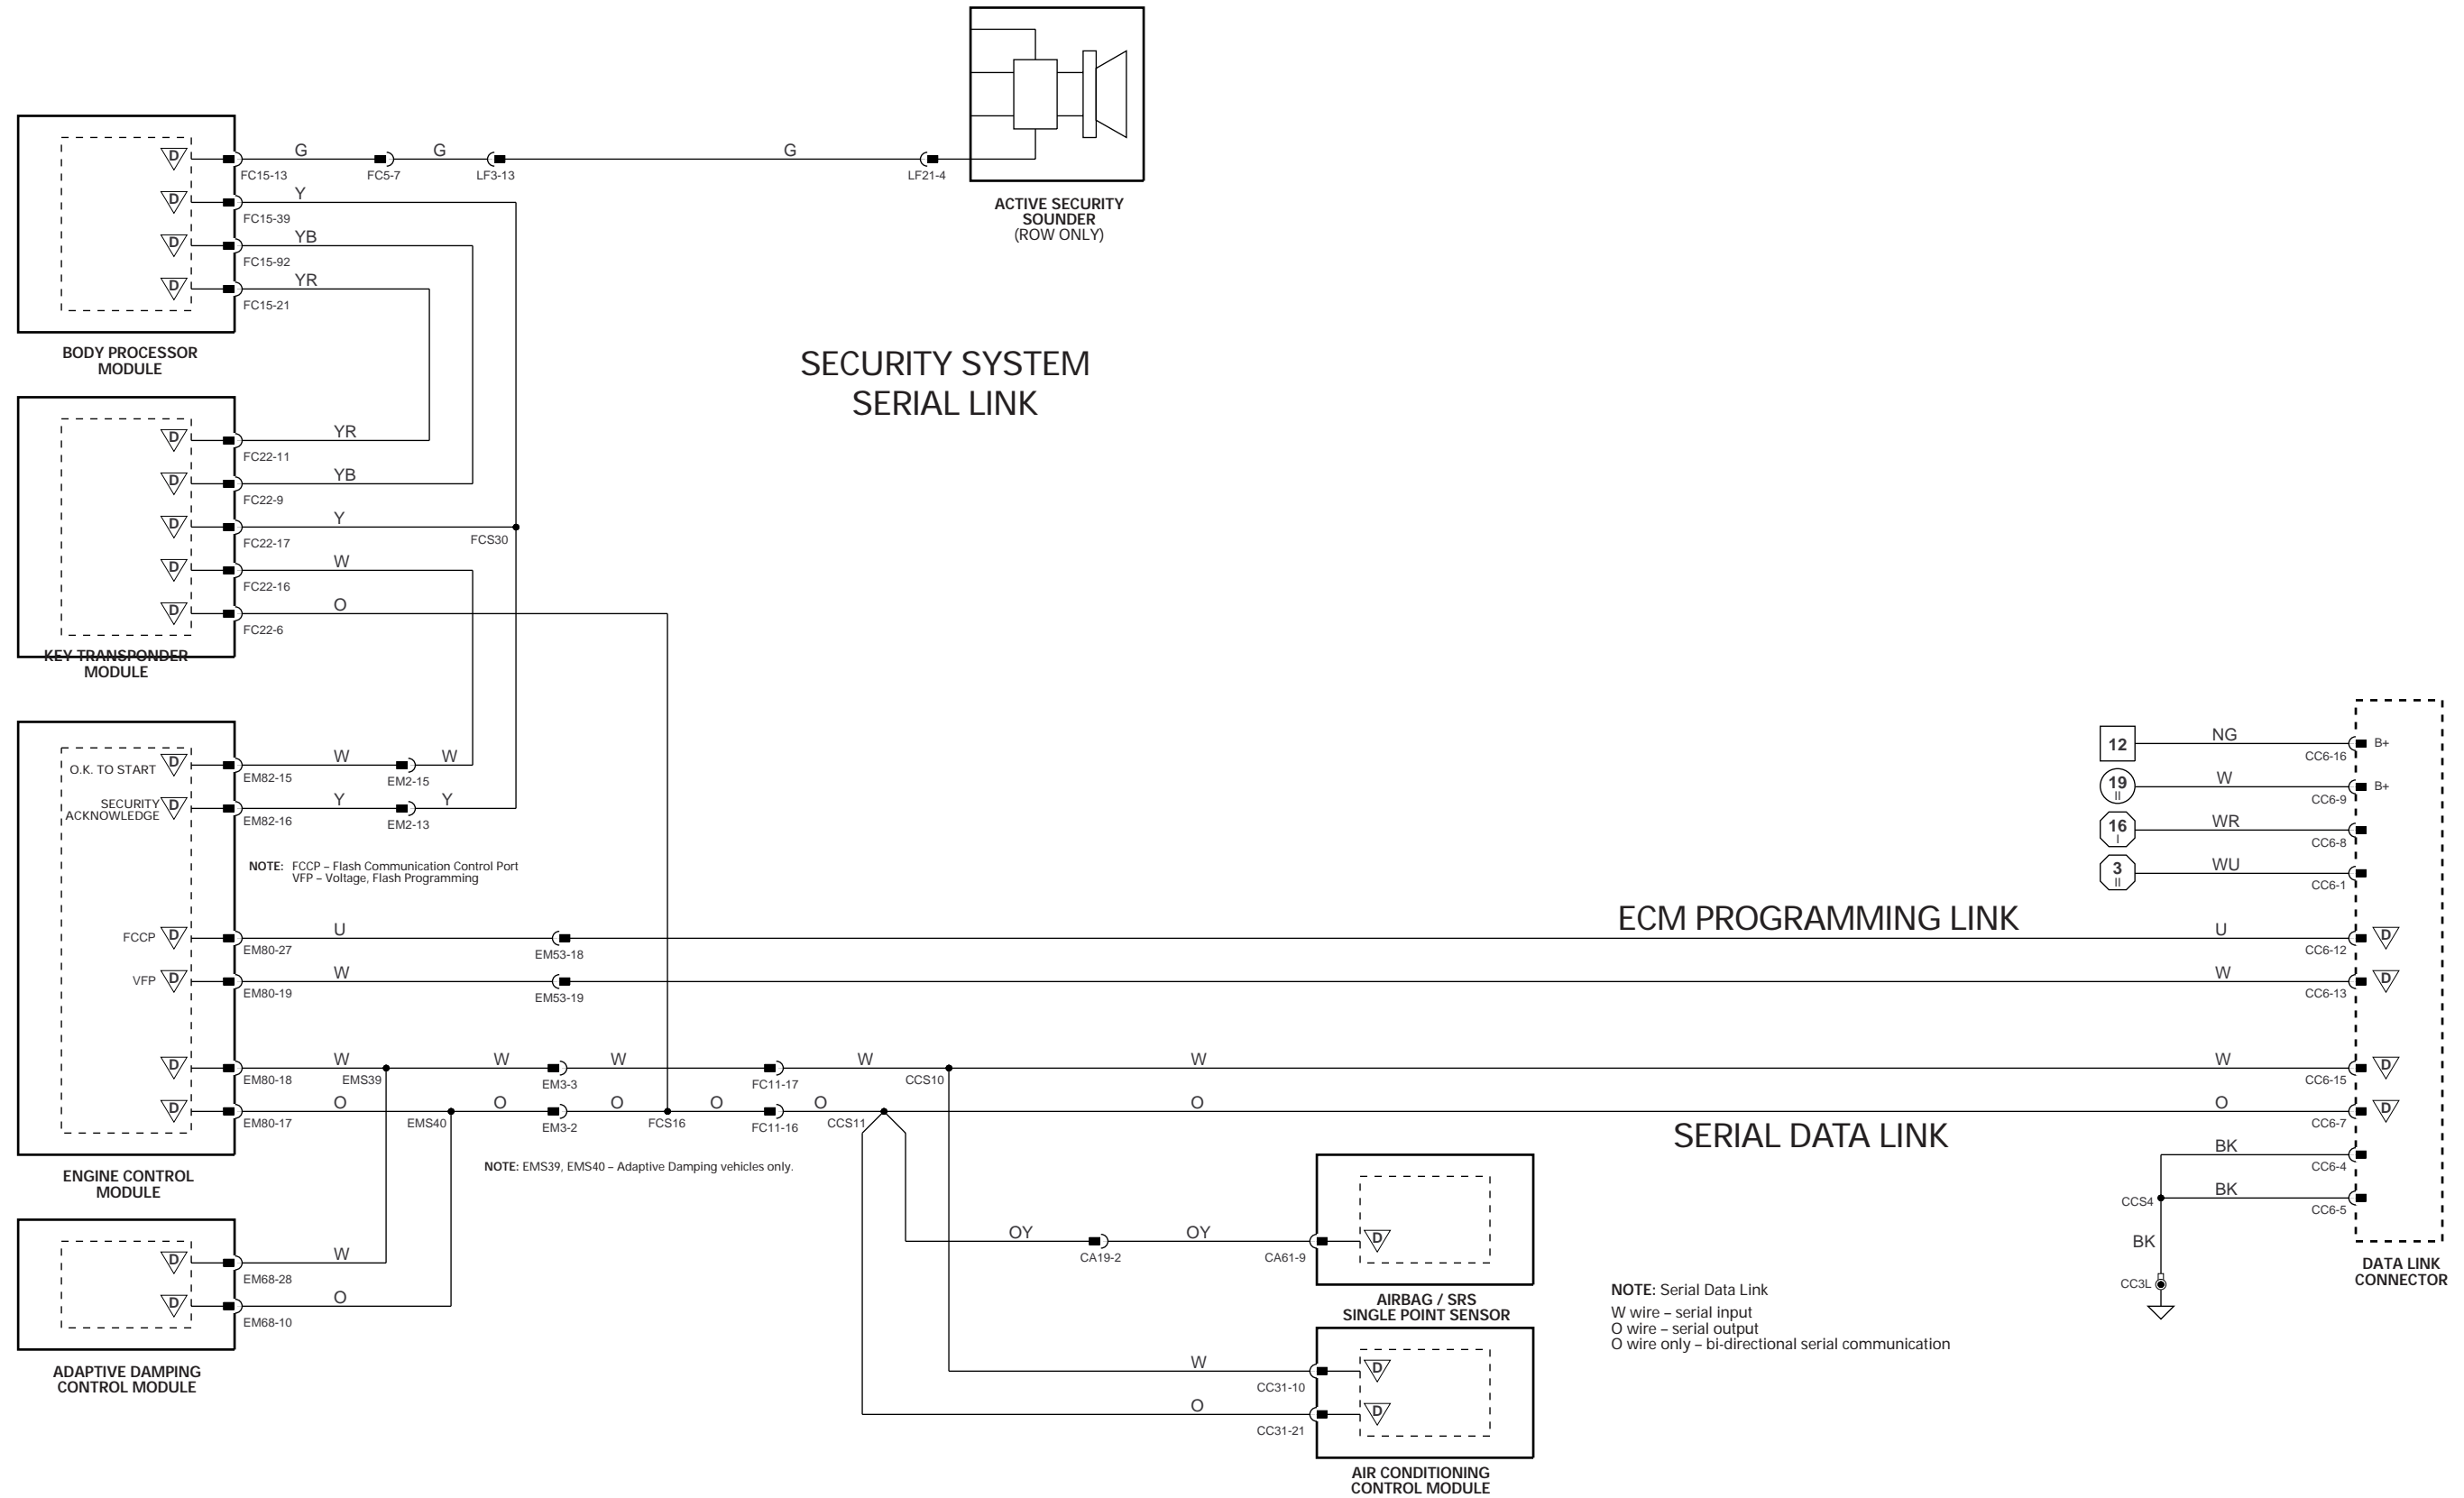 D
G
G
G
FC15-13
FC5-7
LF3-13
LF21-4
ACTIVE SECURITY
SOUNDER
(ROW ONLY)
D
Y
FC15-39
D
YB
FC15-92
D
YR
FC15-21
BODY PROCESSOR
MODULE
SECURITY SYSTEM
SERIAL LINK
D
YR
FC22-11
D
YB
FC22-9
D
Y
FC22-17
FCS30
D
W
FC22-16
D
O
FC22-6
KEY TRANSPONDER
MODULE
O.K. TO START
D
W
W
EM82-15
EM2-15
SECURITY
ACKNOWLEDGE
D
Y
Y
EM82-16
EM2-13
NOTE: FCCP – Flash Communication Control Port
VFP – Voltage, Flash Programming
12
NG
B+
CC6-16
19
II
W
B+
CC6-9
16
I
WR
CC6-8
3
II
WU
CC6-1
ECM PROGRAMMING LINK
FCCP
D
U
U
D
EM80-27
EM53-18
CC6-12
VFP
D
W
W
D
EM80-19
EM53-19
CC6-13
D
W
W
W
W
W
W
D
EM80-18
EMS39
EM3-3
FC11-17
CCS10
CC6-15
D
O
O
O
O
O
O
O
D
EM80-17
EMS40
EM3-2
FCS16
FC11-16
CCS11
CC6-7
SERIAL DATA LINK
ENGINE CONTROL
MODULE
NOTE: EMS39, EMS40 – Adaptive Damping vehicles only.
BK
CC6-4
BK
CCS4
CC6-5
BK
CC3L
DATA LINK
CONNECTOR
D
W
EM68-28
D
O
EM68-10
ADAPTIVE DAMPING
CONTROL MODULE
OY
OY
D
CA19-2
CA61-9
AIRBAG / SRS
SINGLE POINT SENSOR
NOTE: Serial Data Link
W wire – serial input
O wire – serial output
O wire only – bi-directional serial communication
W
D
CC31-10
O
D
CC31-21
AIR CONDITIONING
CONTROL MODULE